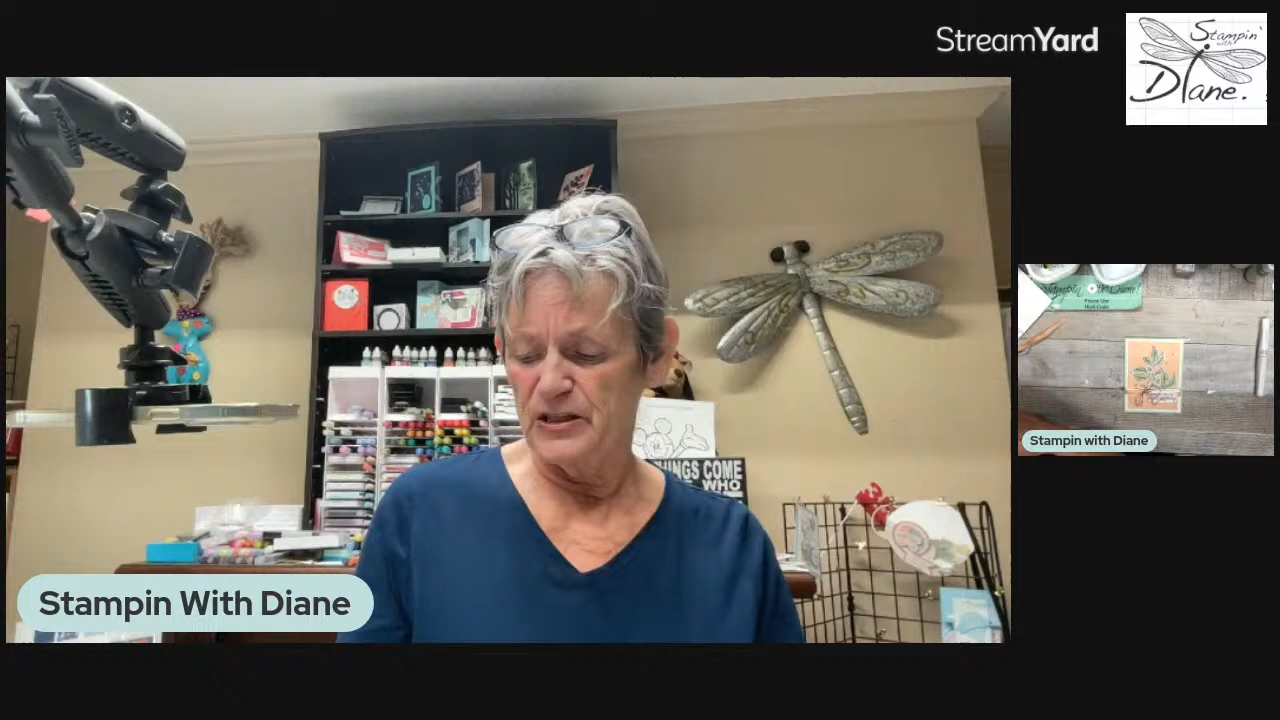 StreamYard
Stampin'
with
Diane.
THINGS COME
WHO
Stampin With Diane
Stampin with Diane